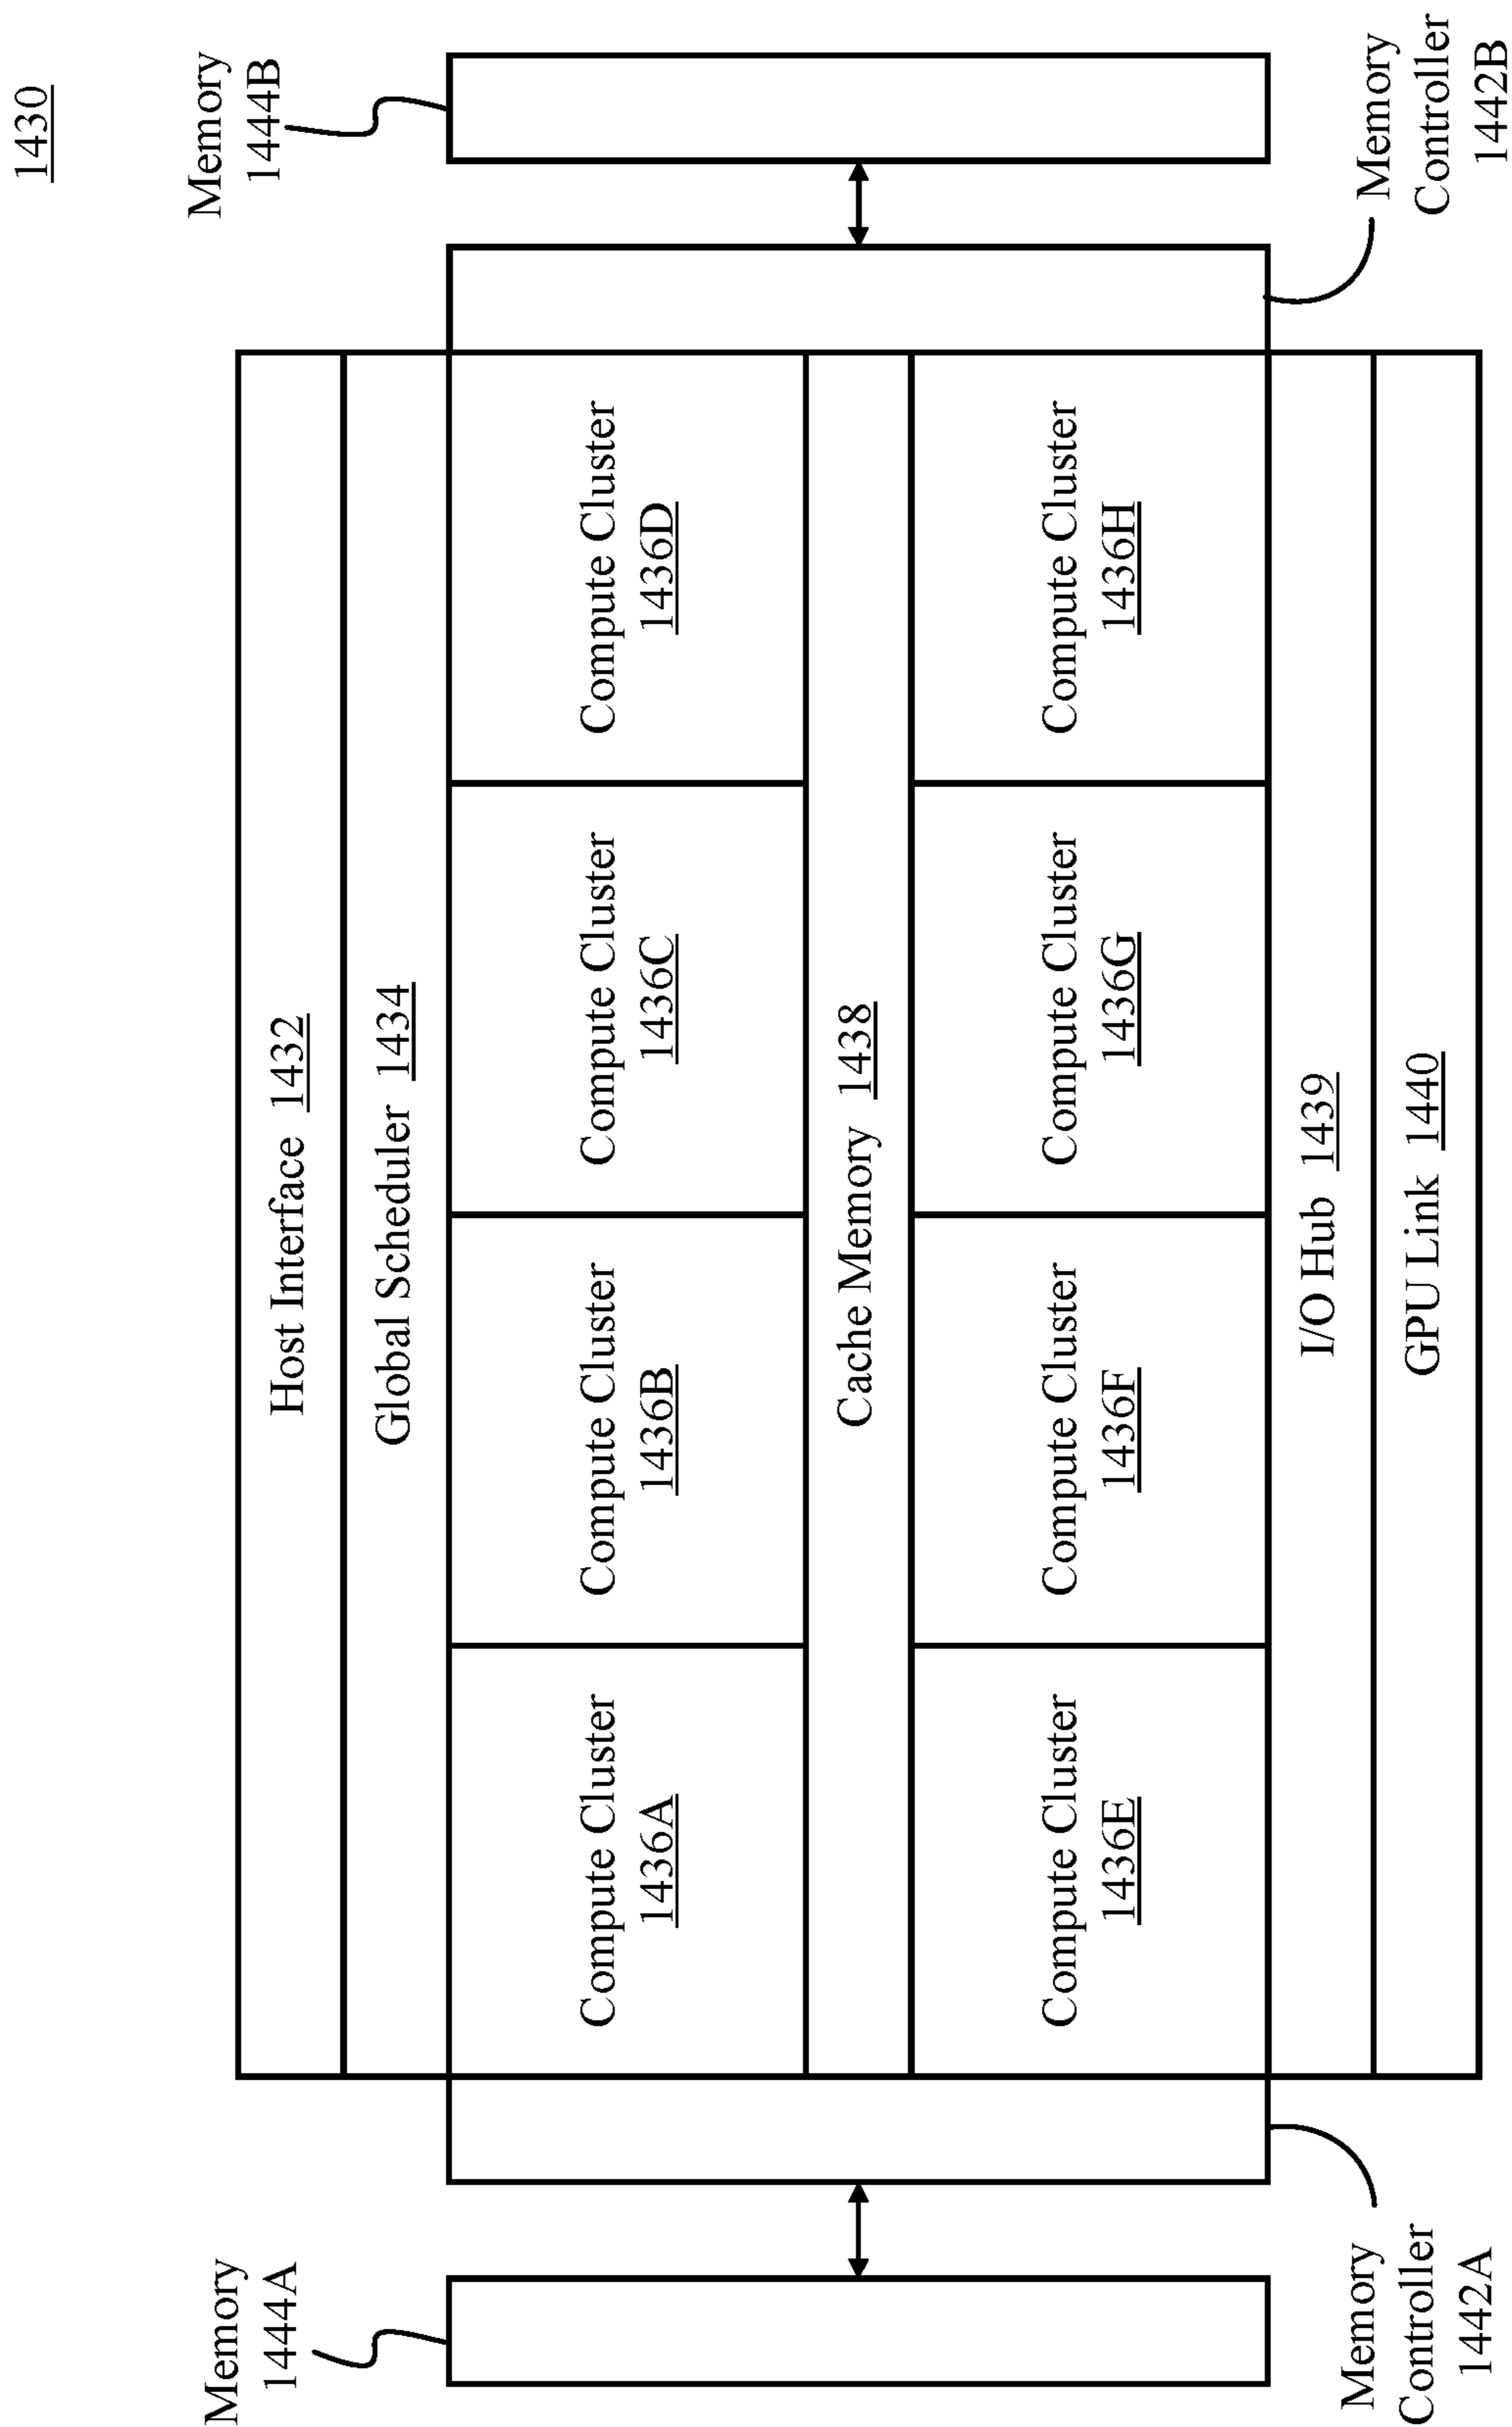 1430
Memory
1444A
Memory
1444B
Host Interface 1432
Global Scheduler 1434
Compute Cluster
1436A
Compute Cluster
1436B
Compute Cluster
1436C
Compute Cluster
1436D
Cache Memory 1438
Compute Cluster
1436E
Compute Cluster
1436F
Compute Cluster
1436G
Compute Cluster
1436H
I/O Hub 1439
GPU Link 1440
Memory
Controller
1442A
Memory
Controller
1442B